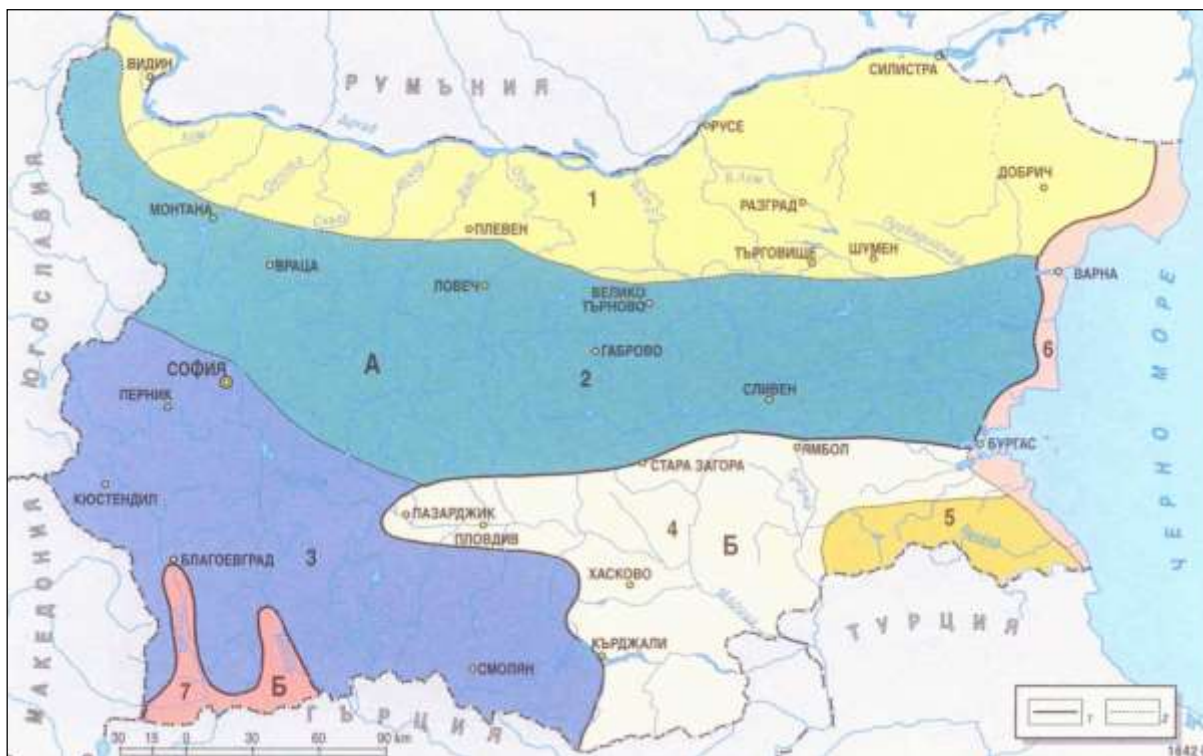 ВИДИН
РУМЪНИЯ
СИЛИСТРА
РУСЕ
ДОБРИЧ
1
РАЗГРАД
МОНТАНА
ПЛЕВЕН
ТЪРГОВИЩЕ
ШУМЕН
ВРАЦА
ЛОВЕЧ
ВЕЛИКО
ТЪРНОВО
ВАРНА
ЮГОСЛАВИЯ
СОФИЯ
А
ГАБРОВО
2
6
ПЕРНИК
СЛИВЕН
ЧЕРНО МОРЕ
БУРГАС
ЯМБОЛ
СТАРА ЗАГОРА
КЮСТЕНДИЛ
ПАЗАРДЖИК
ПЛОВДИВ
4
Б
5
БЛАГОЕВГРАД
3
ХАСКОВО
МАКЕДОНИЯ
ТУРЦИЯ
КЪРДЖАЛИ
СМОЛЯН
7
Б
ГЪРЦИЯ
1
2
30 15 0 30 60 90 km